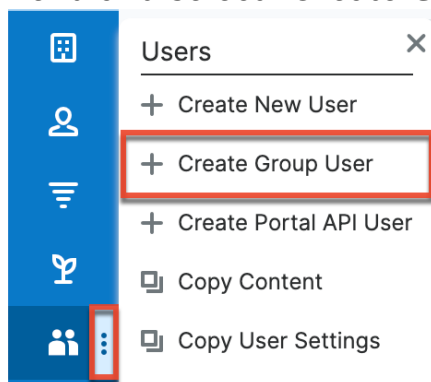 Users
Create New User
Create Group User
Create Portal API User
Copy Content
Copy User Settings